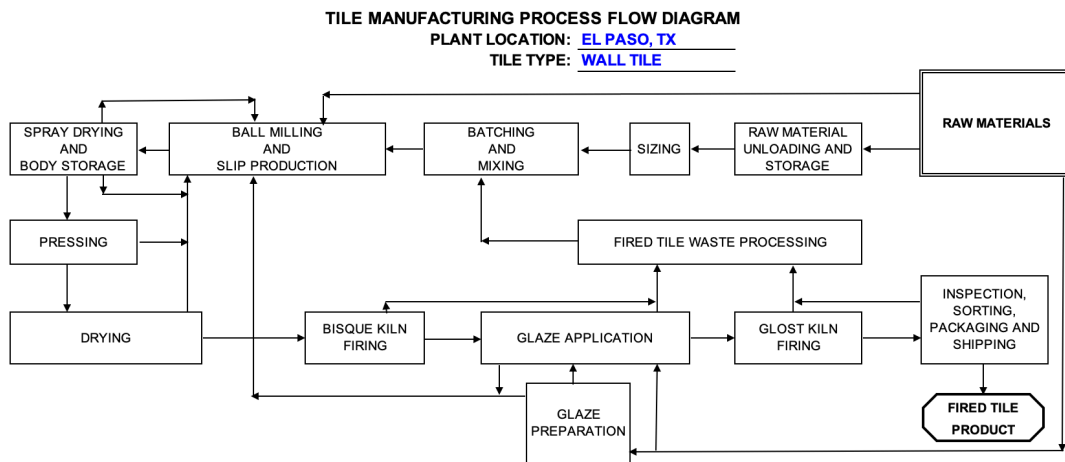 TILE MANUFACTURING PROCESS FLOW DIAGRAM
PLANT LOCATION: EL PASO, TX
TILE TYPE: WALL TILE
SPRAY DRYING
AND
BODY STORAGE
BALL MILLING
AND
SLIP PRODUCTION
BATCHING
AND
MIXING
SIZING
RAW MATERIAL
UNLOADING AND
STORAGE
RAW MATERIALS
PRESSING
FIRED TILE WASTE PROCESSING
DRYING
BISQUE KILN
FIRING
GLAZE APPLICATION
GLOST KILN
FIRING
INSPECTION,
SORTING,
PACKAGING AND
SHIPPING
GLAZE
PREPARATION
FIRED TILE
PRODUCT